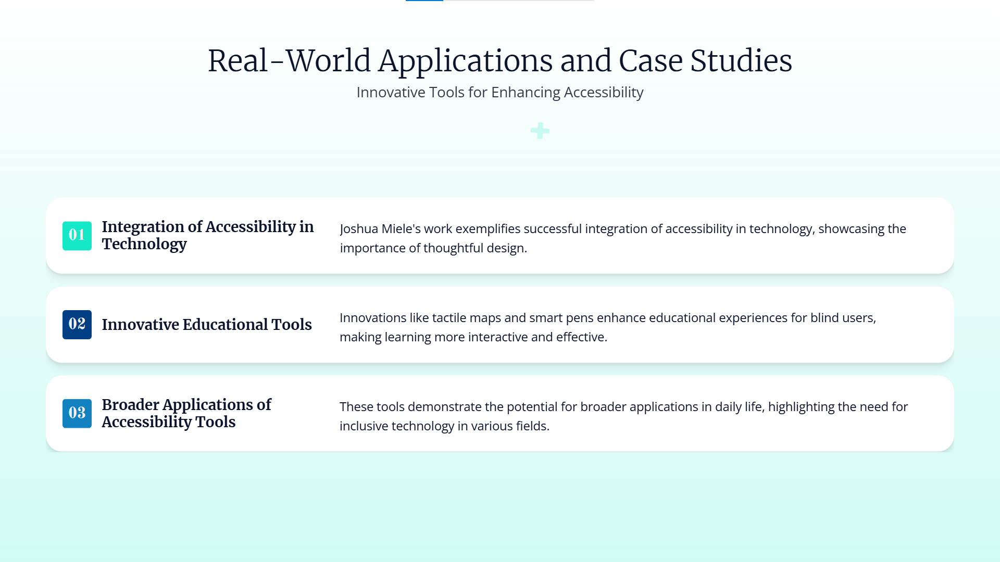 Real-World Applications and Case Studies
Innovative Tools for Enhancing Accessibility
01
Integration of Accessibility in
Technology
Joshua Miele's work exemplifies successful integration of accessibility in technology, showcasing the
importance of thoughtful design.
02
Innovative Educational Tools
Innovations like tactile maps and smart pens enhance educational experiences for blind users,
making learning more interactive and effective.
03
Broader Applications of
Accessibility Tools
These tools demonstrate the potential for broader applications in daily life, highlighting the need for
inclusive technology in various fields.